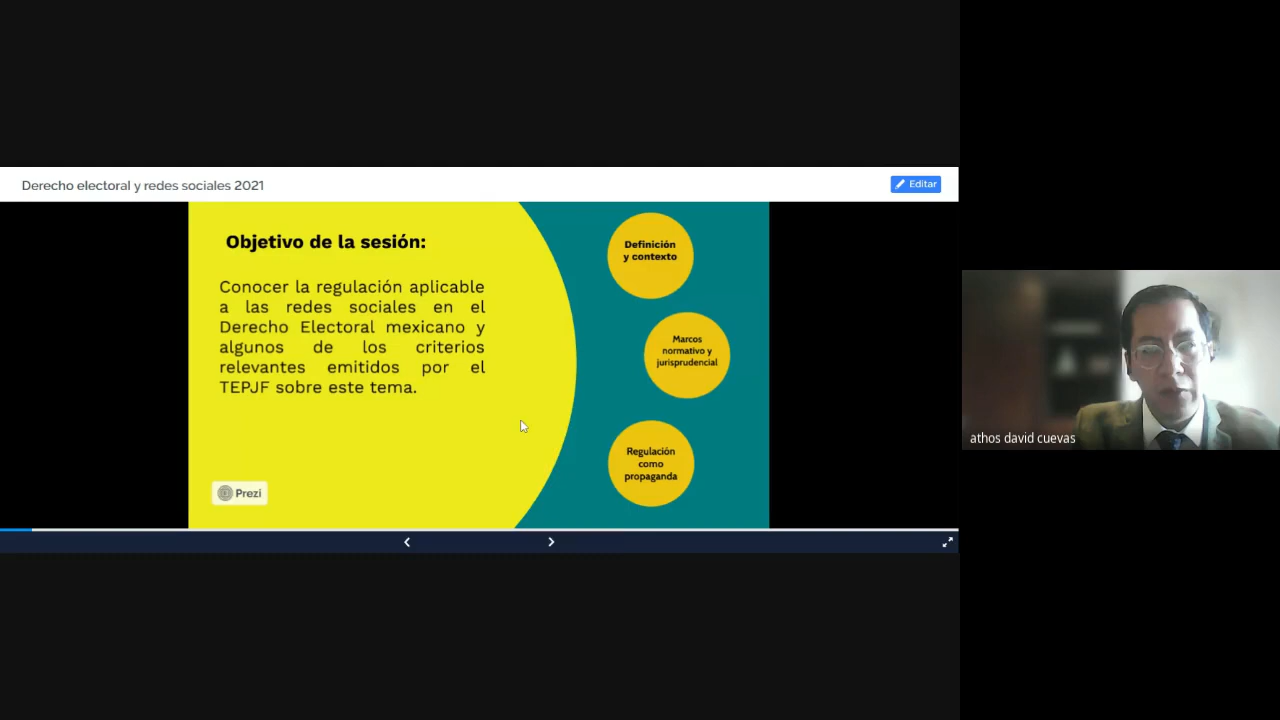 Derecho electoral y redes sociales 2021
Editar
Objetivo de la sesión:
Conocer la regulación aplicable
a las redes sociales en el
Derecho Electoral mexicano y
algunos de los criterios
relevantes emitidos por el
TEPJF sobre este tema.
Prezi
Definición
y contexto
Marcos
normativo y
jurisprudencial
Regulación
como
propaganda
athos david cuevas